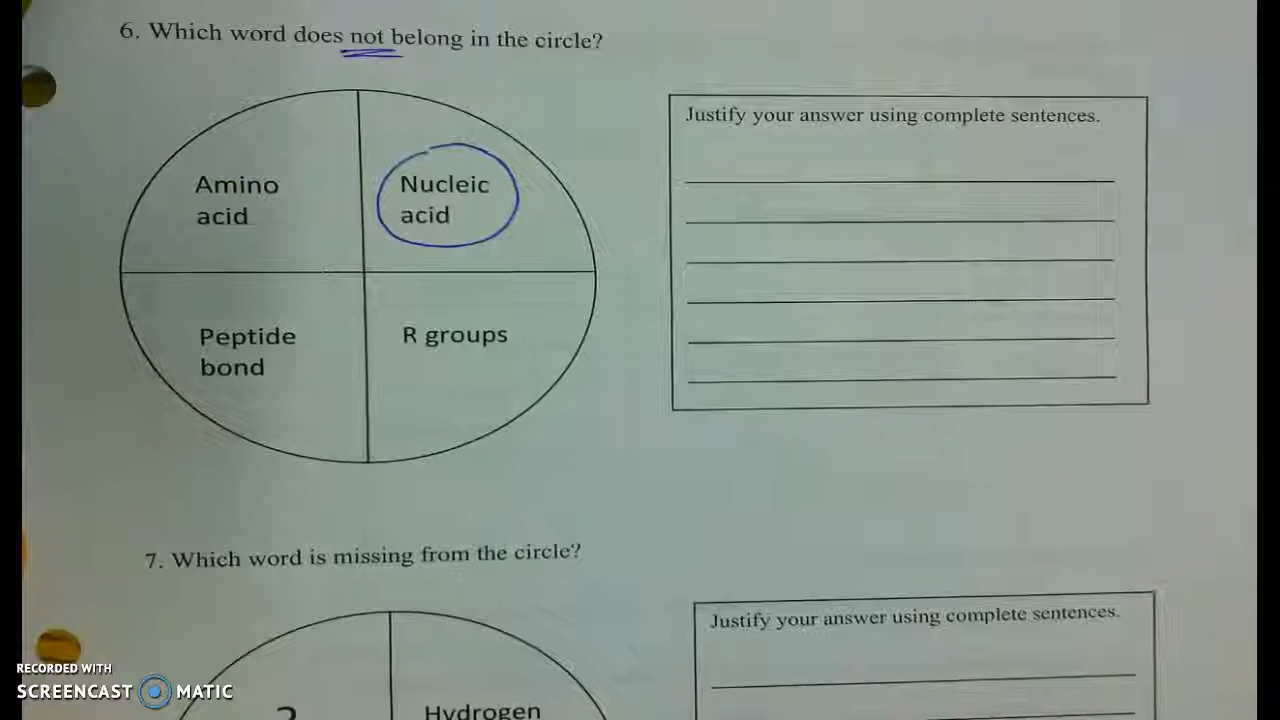 6. Which word does not belong in the circle?
Amino
acid
Nucleic
acid
Peptide
bond
R groups
Justify your answer using complete sentences.
7. Which word is missing from the circle?
?
Hydrogen
Justify your answer using complete sentences.
RECORDED WITH
SCREENCAST MATIC